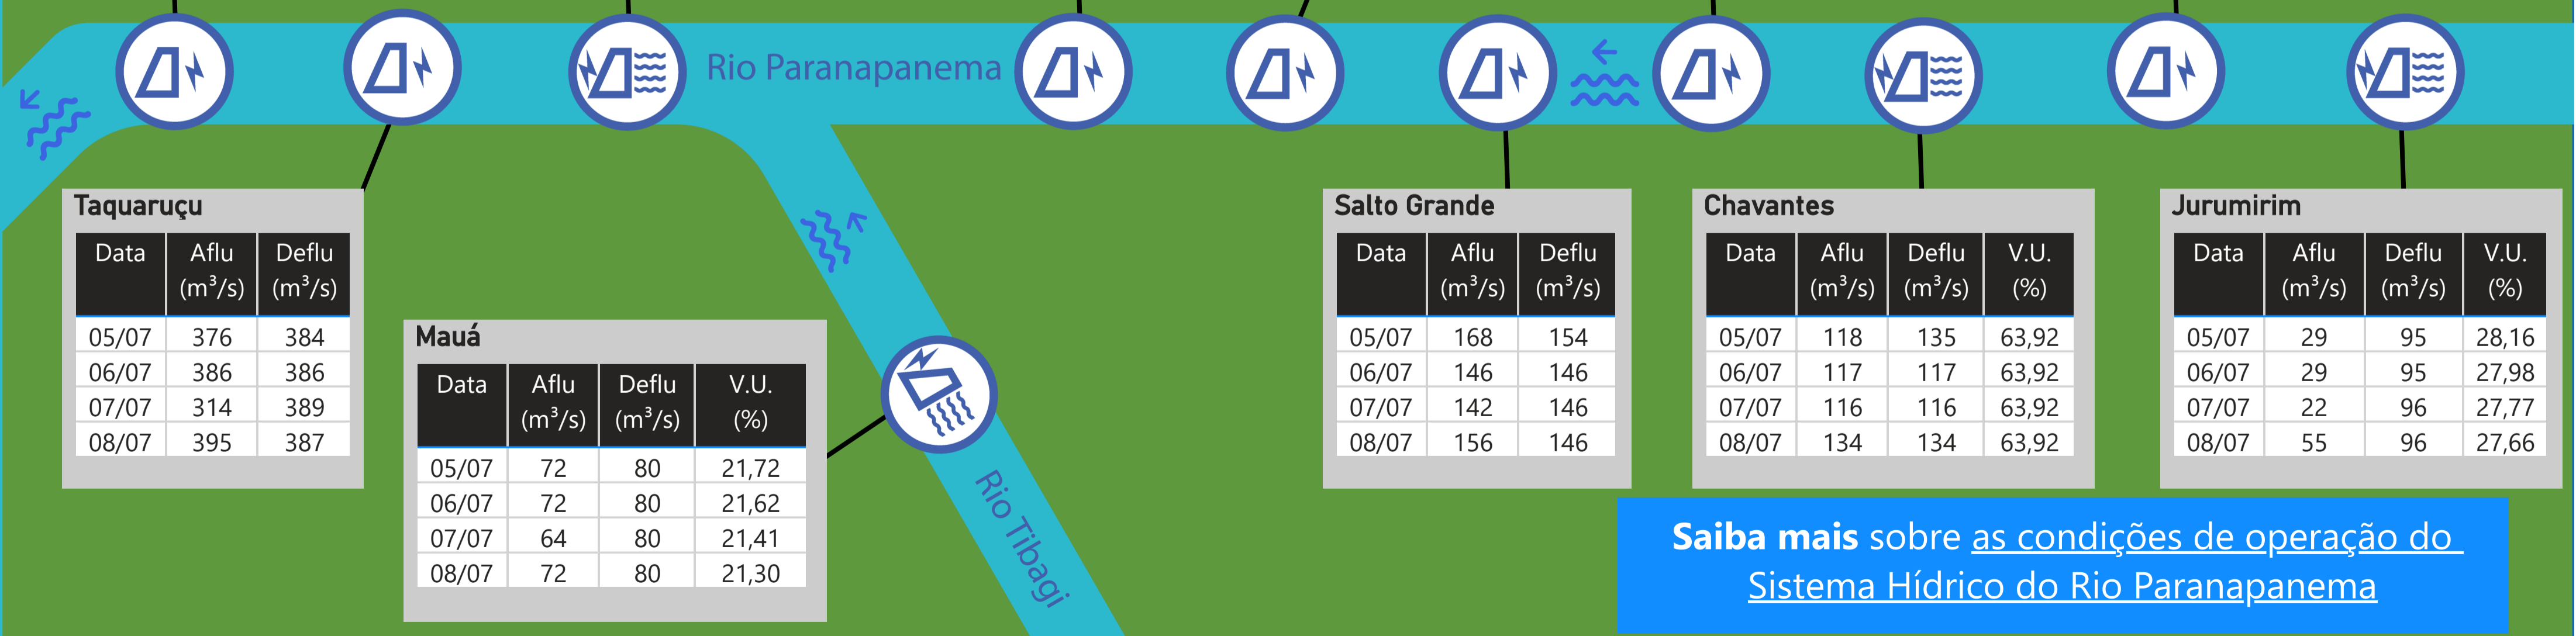 Rio Paranapanema
Taquaruçu
Data Aflu (m³/s) Deflu (m³/s)
05/07 376 384
06/07 386 386
07/07 314 389
08/07 395 387
Mauá
Data Aflu (m³/s) Deflu (m³/s) V.U. (%)
05/07 72 80 21,72
06/07 72 80 21,62
07/07 64 80 21,41
08/07 72 80 21,30
Rio Tibagi
Salto Grande
Data Aflu (m³/s) Deflu (m³/s)
05/07 168 154
06/07 146 146
07/07 142 146
08/07 156 146
Chavantes
Data Aflu (m³/s) Deflu (m³/s) V.U. (%)
05/07 118 135 63,92
06/07 117 117 63,92
07/07 116 116 63,92
08/07 134 134 63,92
Jurumirim
Data Aflu (m³/s) Deflu (m³/s) V.U. (%)
05/07 29 95 28,16
06/07 29 95 27,98
07/07 22 96 27,77
08/07 55 96 27,66
Saiba mais sobre as condições de operação do
Sistema Hídrico do Rio Paranapanema